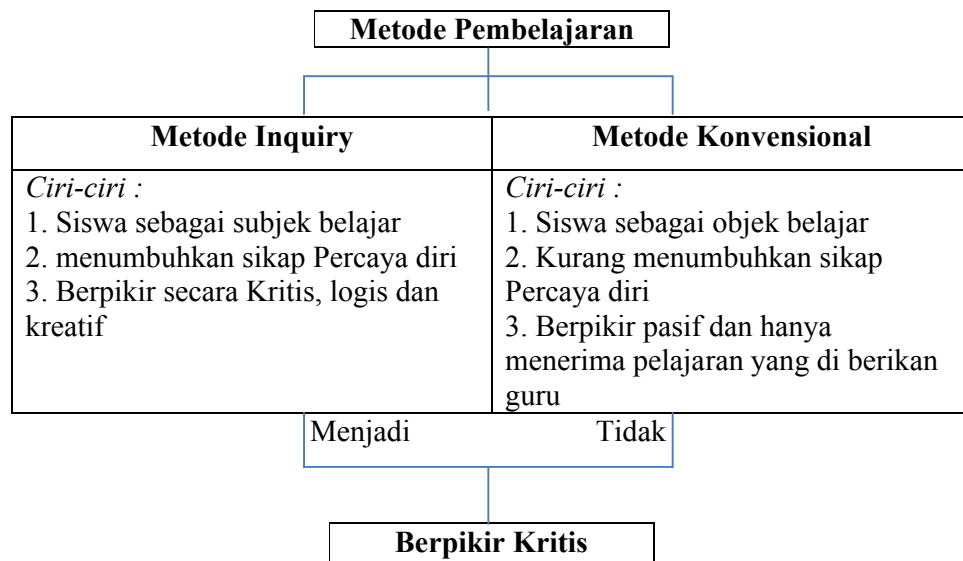 Metode Pembelajaran
Metode Inquiry
Metode Konvensional
Ciri-ciri :
1. Siswa sebagai subjek belajar
2. menumbuhkan sikap Percaya diri
3. Berpikir secara Kritis, logis dan
kreatif
Ciri-ciri :
1. Siswa sebagai objek belajar
2. Kurang menumbuhkan sikap
Percaya diri
3. Berpikir pasif dan hanya
menerima pelajaran yang di berikan
guru
Menjadi
Tidak
Berpikir Kritis